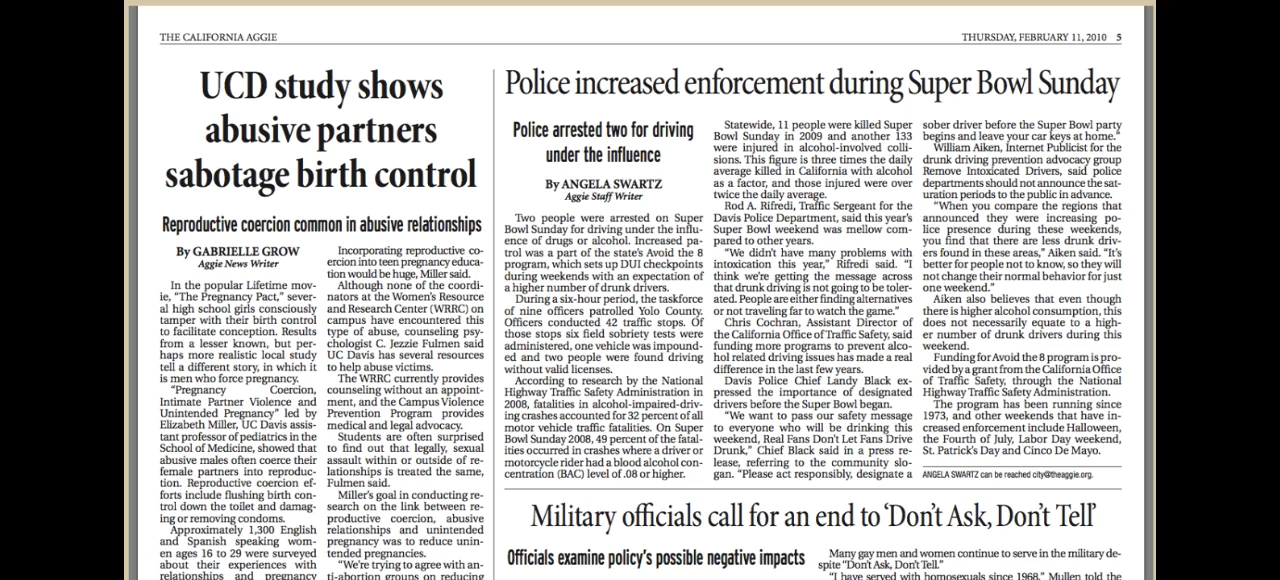 THE CALIFORNIA AGGIE
THURSDAY, FEBRUARY 11, 2010 5
UCD study shows
abusive partners
sabotage birth control
Reproductive coercion common in abusive relationships
By GABRIELLE GROW
Aggie News Writer
In the popular Lifetime mov-
ie, “The Pregnancy Pact,” sever-
al high school girls consciously
tamper with their birth control
to facilitate conception. Results
from a lesser known, but per-
haps more realistic local study
tell a different story, in which it
is men who force pregnancy.
“Pregnancy Coercion,
Intimate Partner Violence and
Unintended Pregnancy” led by
Elizabeth Miller, UC Davis assis-
tant professor of pediatrics in the
School of Medicine, showed that
abusive males often coerce their
female partners into reproduc-
tion. Reproductive coercion ef-
forts include flushing birth con-
trol down the toilet and damag-
ing or removing condoms.
Approximately 1,300 English
and Spanish speaking wom-
en ages 16 to 29 were surveyed
about their experiences with
relationships and pregnancy
Incorporating reproductive co-
ercion into teen pregnancy educa-
tion would be huge, Miller said.
Although none of the coordi-
nators at the Women's Resource
and Research Center (WRRC) on
campus have encountered this
type of abuse, counseling psy-
chologist C. Jezzie Fulmen said
UC Davis has several resources
to help abuse victims.
The WRRC currently provides
counseling without an appoint-
ment, and the Campus Violence
Prevention Program provides
medical and legal advocacy.
Students are often surprised
to find out that legally, sexual
assault within or outside of re-
lationships is treated the same,
Fulmen said.
Miller's goal in conducting re-
search on the link between re-
productive coercion, abusive
relationships and unintended
pregnancy was to reduce unin-
tended pregnancies.
“We're trying to agree with an-
ti-abortion groups on reducing
Police increased enforcement during Super Bowl Sunday
Police arrested two for driving
under the influence
By ANGELA SWARTZ
Aggie Staff Writer
Two people were arrested on Super
Bowl Sunday for driving under the influ-
ence of drugs or alcohol. Increased pa-
trol was a part of the state's Avoid the 8
program, which sets up DUI checkpoints
during weekends with an expectation of
a higher number of drunk drivers.
During a six-hour period, the taskforce
of nine officers patrolled Yolo County.
Officers conducted 42 traffic stops. Of
those stops six field sobriety tests were
administered, one vehicle was impound-
ed and two people were found driving
without valid licenses.
According to research by the National
Highway Traffic Safety Administration in
2008, fatalities in alcohol-impaired-driv-
ing crashes accounted for 32 percent of all
motor vehicle traffic fatalities. On Super
Bowl Sunday 2008, 49 percent of the fatal-
ities occurred in crashes where a driver or
motorcycle rider had a blood alcohol con-
centration (BAC) level of .08 or higher.
Statewide, 11 people were killed Super
Bowl Sunday in 2009 and another 133
were injured in alcohol-involved colli-
sions. This figure is three times the daily
average killed in California with alcohol
as a factor, and those injured were over
twice the daily average.
Rod A. Rifredi, Traffic Sergeant for the
Davis Police Department, said this year's
Super Bowl weekend was mellow com-
pared to other years.
“We didn't have many problems with
intoxication this year,” Rifredi said. “I
think we're getting the message across
that drunk driving is not going to be toler-
ated. People are either finding alternatives
or not traveling far to watch the game.”
Chris Cochran, Assistant Director of
the California Office of Traffic Safety, said
funding more programs to prevent alco-
hol related driving issues has made a real
difference in the last few years.
Davis Police Chief Landy Black ex-
pressed the importance of designated
drivers before the Super Bowl began.
“We want to pass our safety message
to everyone who will be drinking this
weekend, Real Fans Don't Let Fans Drive
Drunk,” Chief Black said in a press re-
lease, referring to the community slo-
gan. “Please act responsibly, designate a
sober driver before the Super Bowl party
begins and leave your car keys at home.”
William Aiken, Internet Publicist for the
drunk driving prevention advocacy group
Remove Intoxicated Drivers, said police
departments should not announce the sat-
uration periods to the public in advance.
“When you compare the regions that
announced they were increasing po-
lice presence during these weekends,
you find that there are less drunk driv-
ers found in these areas,” Aiken said. “It's
better for people not to know, so they will
not change their normal behavior for just
one weekend.”
Aiken also believes that even though
there is higher alcohol consumption, this
does not necessarily equate to a high-
er number of drunk drivers during this
weekend.
Funding for Avoid the 8 program is pro-
vided by a grant from the California Office
of Traffic Safety, through the National
Highway Traffic Safety Administration.
The program has been running since
1973, and other weekends that have in-
creased enforcement include Halloween,
the Fourth of July, Labor Day weekend,
St. Patrick's Day and Cinco De Mayo.
ANGELA SWARTZ can be reached city@theaggie.org.
Military officials call for an end to ‘Don't Ask, Don't Tell’
Officials examine policy's possible negative impacts
Many gay men and women continue to serve in the military de-
spite “Don't Ask, Don't Tell.”
“I have served with homosexuals since 1968,” Mullen told the